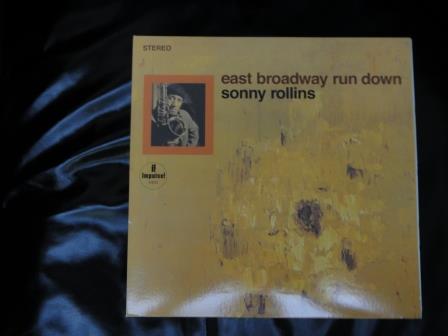 STEREO
east broadway run down
sonny rollins
impulse!